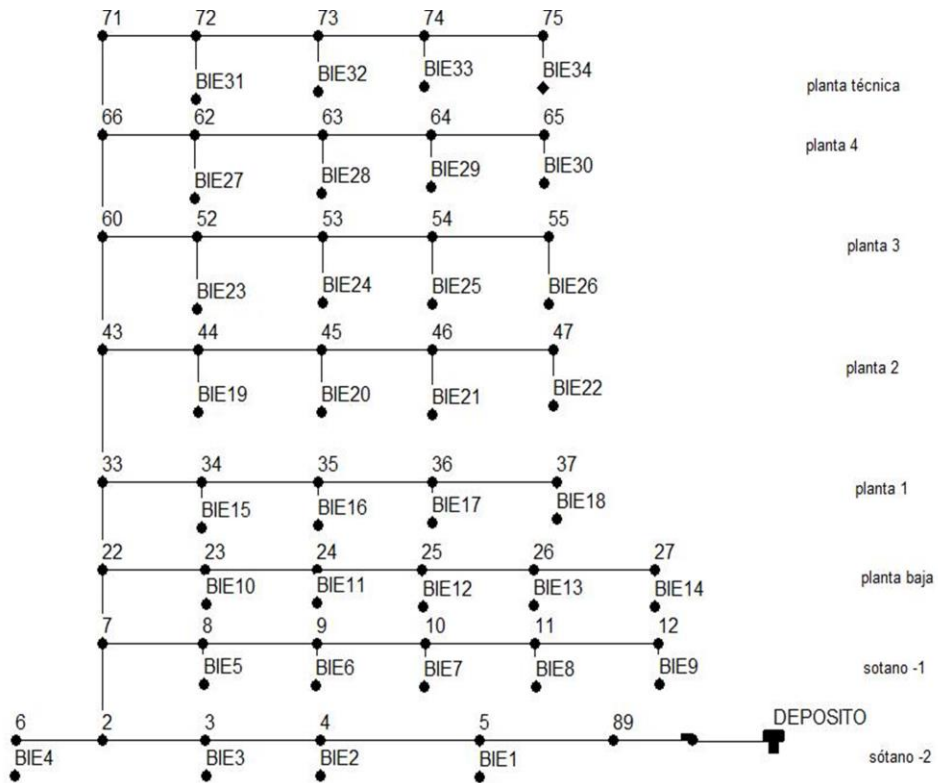 71 72 73 74 75
BIE31 BIE32 BIE33 BIE34
planta técnica
66 62 63 64 65
planta 4
BIE27 BIE28 BIE29 BIE30
60 52 53 54 55
planta 3
BIE23 BIE24 BIE25 BIE26
43 44 45 46 47
planta 2
BIE19 BIE20 BIE21 BIE22
33 34 35 36 37
planta 1
BIE15 BIE16 BIE17 BIE18
22 23 24 25 26 27
planta baja
BIE10 BIE11 BIE12 BIE13 BIE14
7 8 9 10 11 12
BIE5 BIE6 BIE7 BIE8 BIE9
sotano -1
DEPOSITO
6 2 3 4 5 89
BIE4 BIE3 BIE2 BIE1
sótano -2